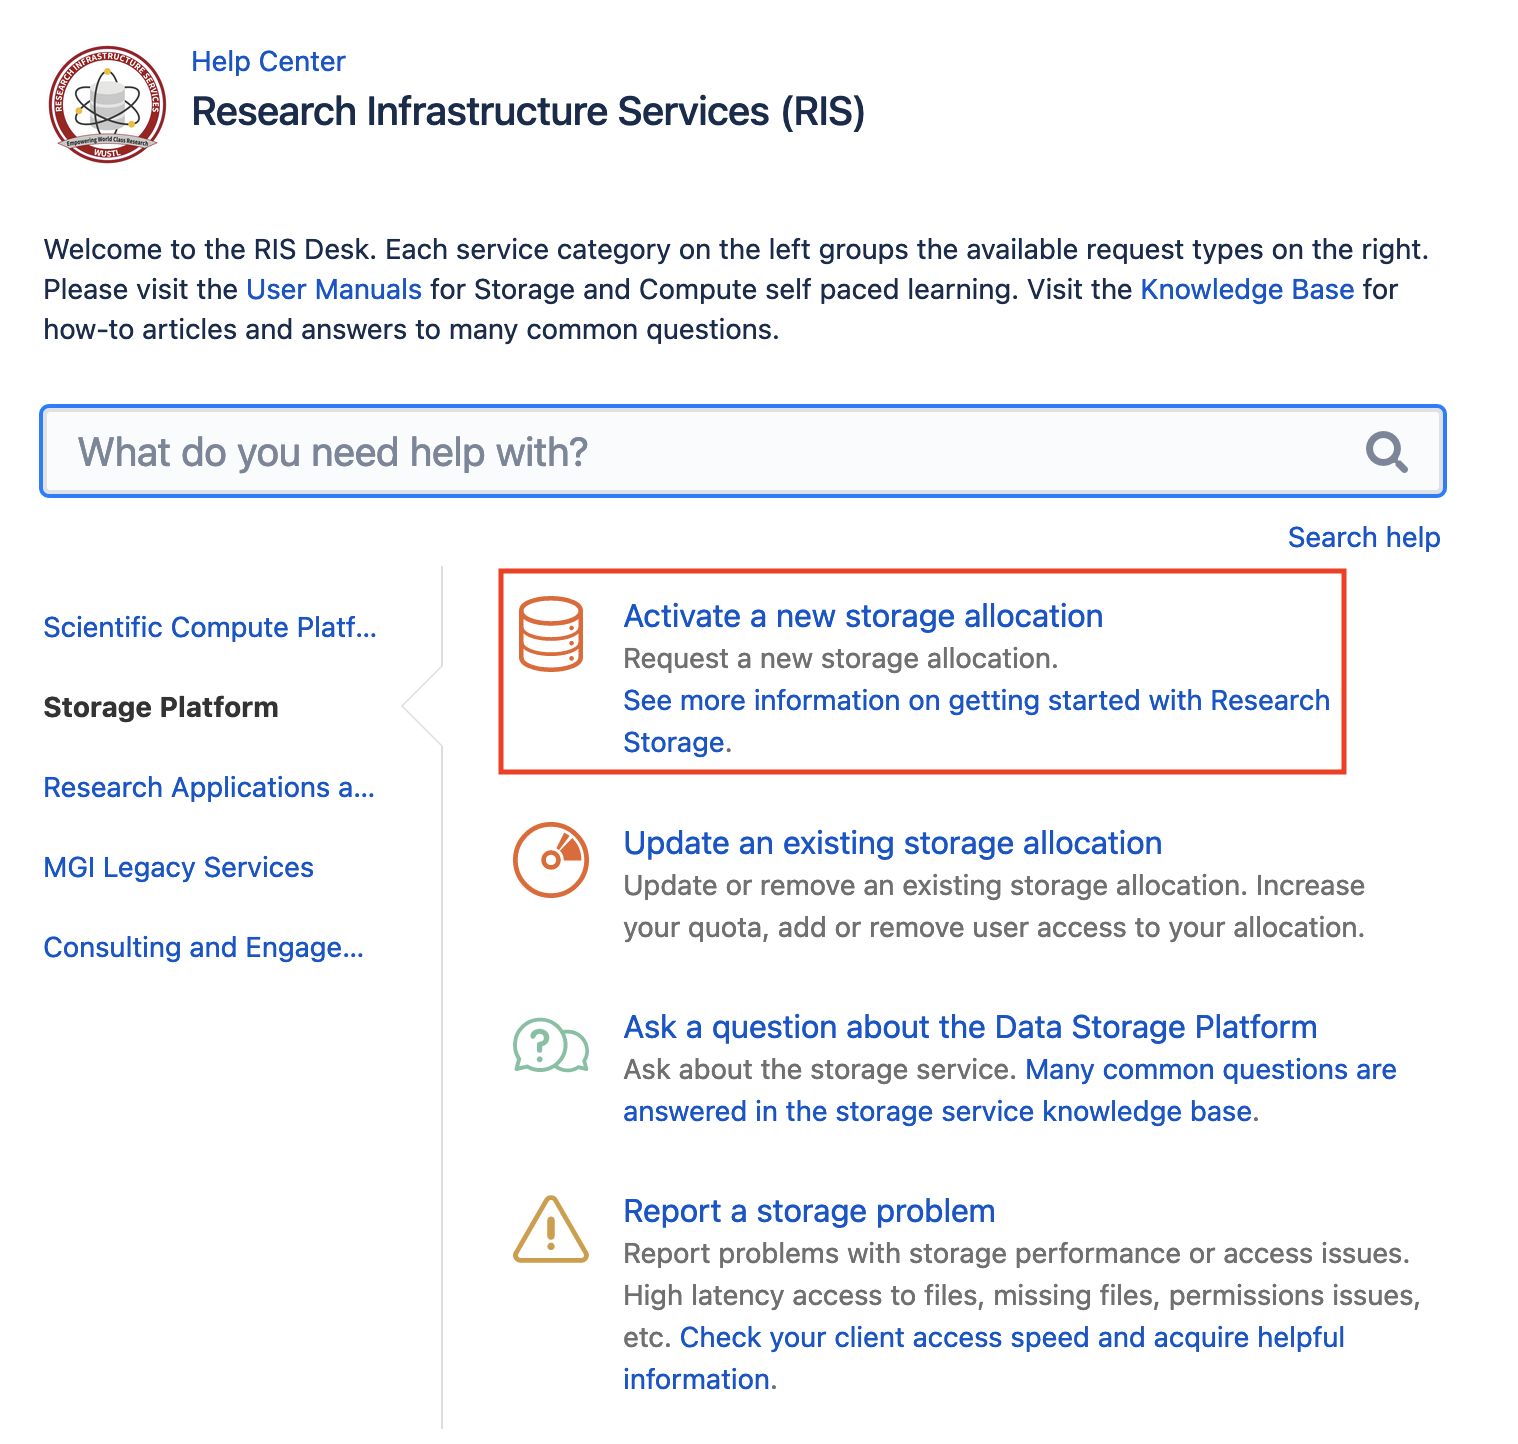 RESEARCH INFRASTRUCTURE SERVICES
Empowering World Class Research
WUSTL
Help Center
Research Infrastructure Services (RIS)
Welcome to the RIS Desk. Each service category on the left groups the available request types on the right.
Please visit the User Manuals for Storage and Compute self paced learning. Visit the Knowledge Base for
how-to articles and answers to many common questions.
What do you need help with?
Search help
Scientific Compute Platf...
Storage Platform
Research Applications a...
MGI Legacy Services
Consulting and Engage...
Activate a new storage allocation
Request a new storage allocation.
See more information on getting started with Research
Storage.
Update an existing storage allocation
Update or remove an existing storage allocation. Increase
your quota, add or remove user access to your allocation.
Ask a question about the Data Storage Platform
Ask about the storage service. Many common questions are
answered in the storage service knowledge base.
Report a storage problem
Report problems with storage performance or access issues.
High latency access to files, missing files, permissions issues,
etc. Check your client access speed and acquire helpful
information.